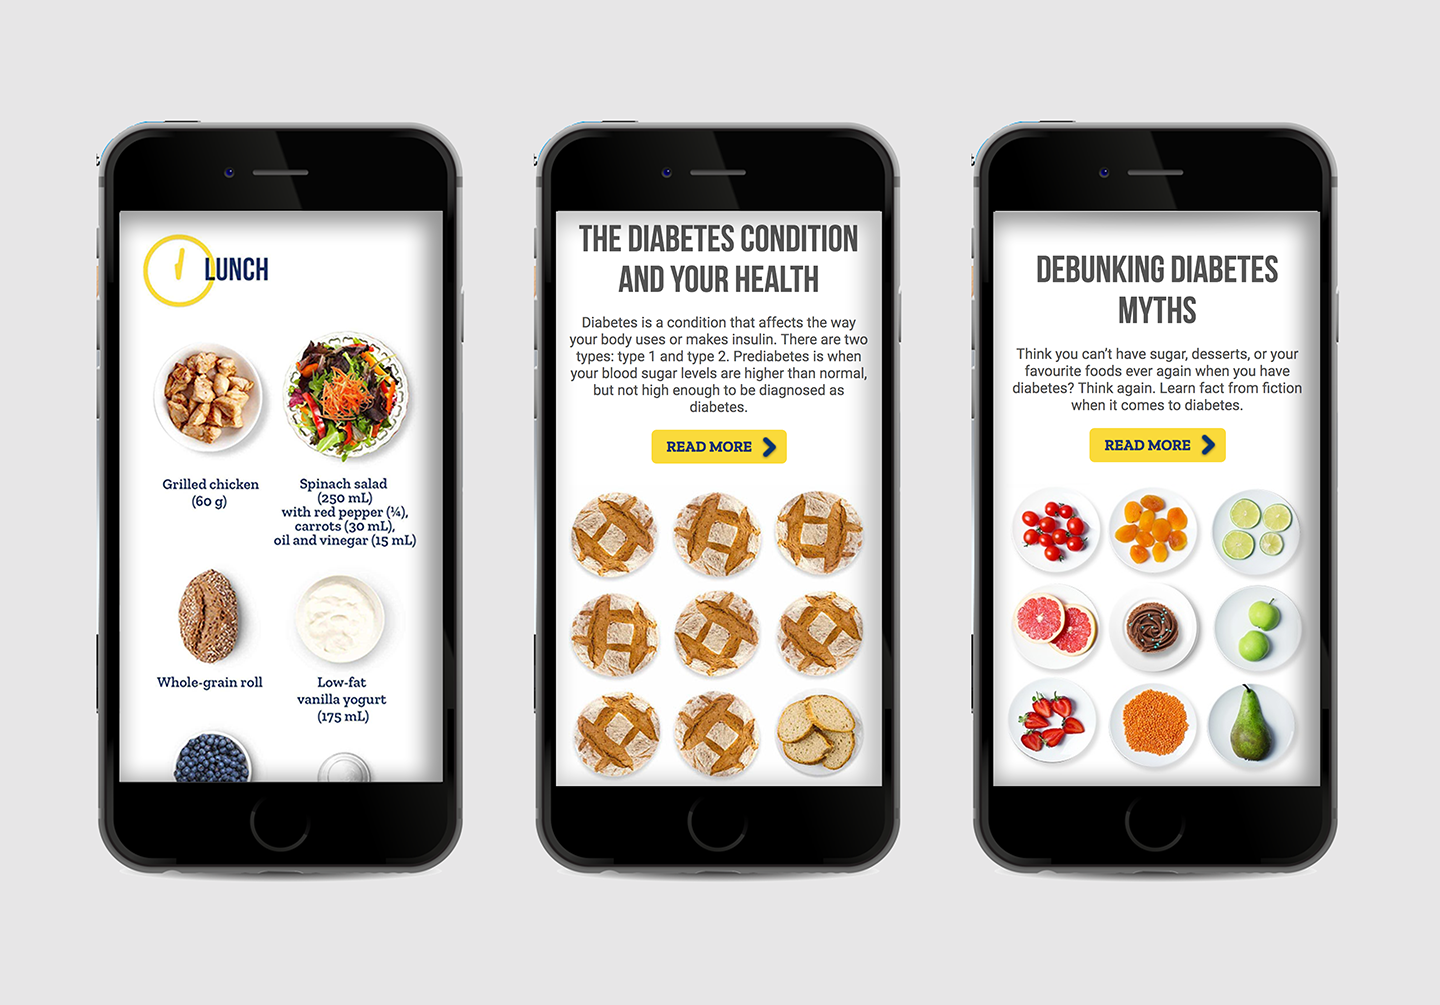 LUNCH
Grilled chicken
(60 g)
Spinach salad
(250 mL)
with red pepper (¼),
carrots (30 mL),
oil and vinegar (15 mL)
Whole-grain roll
Low-fat
vanilla yogurt
(175 mL)
THE DIABETES CONDITION
AND YOUR HEALTH
Diabetes is a condition that affects the way
your body uses or makes insulin. There are two
types: type 1 and type 2. Prediabetes is when
your blood sugar levels are higher than normal,
but not high enough to be diagnosed as
diabetes.
READ MORE
DEBUNKING DIABETES
MYTHS
Think you can't have sugar, desserts, or your
favourite foods ever again when you have
diabetes? Think again. Learn fact from fiction
when it comes to diabetes.
READ MORE